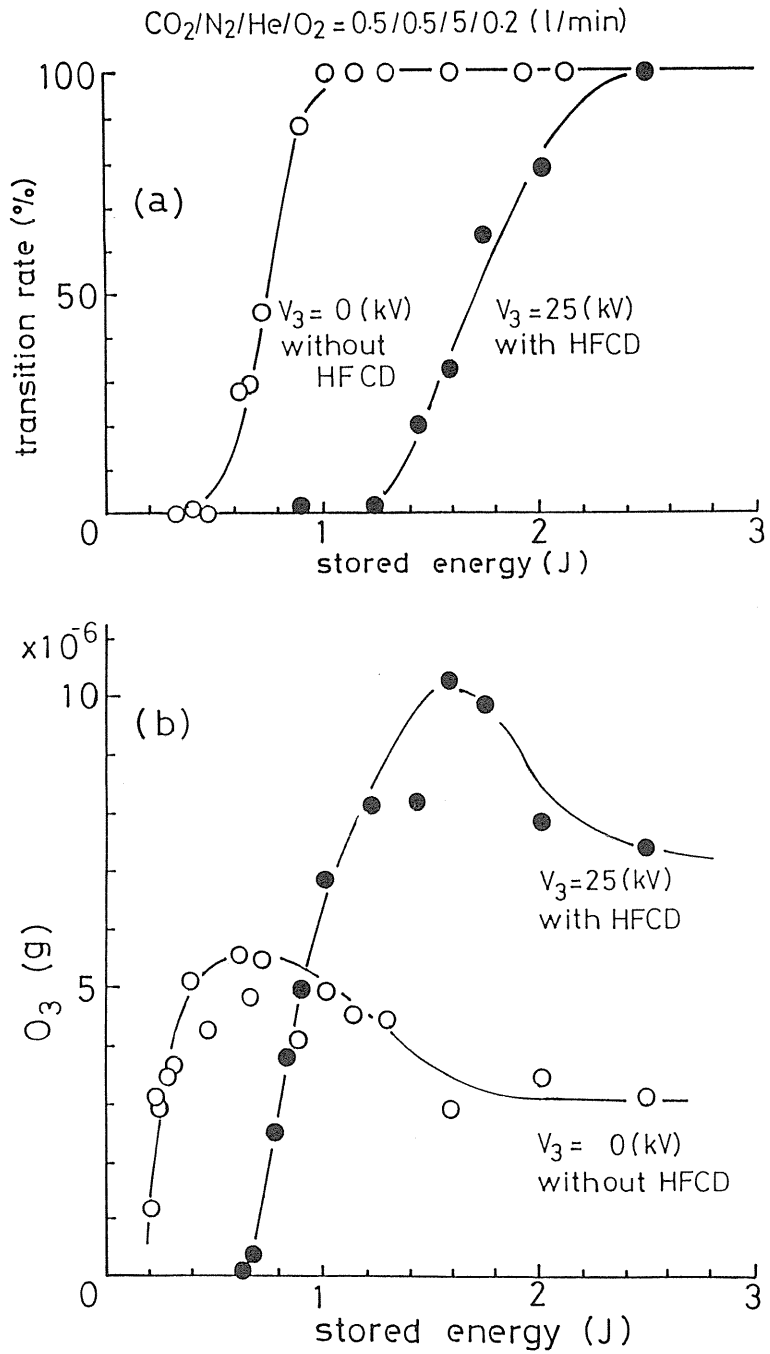 CO2/N2/He/O2 = 0.5/0.5/5/0.2 (l/min)
100
(a)
transition rate (%)
50
V3 = 0 (kV)
without
HFCD
V3 = 25 (kV)
with HFCD
0
1
2
3
stored energy (J)
x10-6
10
(b)
V3=25 (kV)
with HFCD
O3 (g)
5
V3 = 0 (kV)
without HFCD
0
1
2
3
stored energy (J)